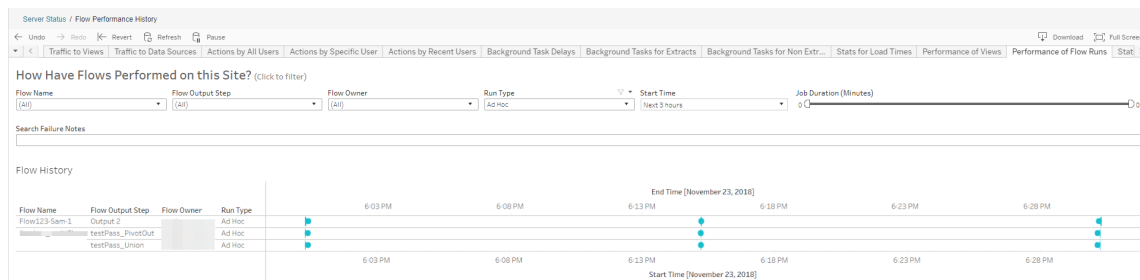 Server Status / Flow Performance History
← Undo → Redo Revert Refresh Pause Download Full Screen
Traffic to Views Traffic to Data Sources Actions by All Users Actions by Specific User Actions by Recent Users Background Task Delays Background Tasks for Extracts Background Tasks for Non Extr... Stats for Load Times Performance of Views Performance of Flow Runs Stat
How Have Flows Performed on this Site? (Click to filter)
Flow Name Flow Output Step Flow Owner Run Type Start Time Job Duration (Minutes)
(All) (All) (All) Ad Hoc Next 3 hours 0 0
Search Failure Notes
Flow History
End Time [November 23, 2018]
6:03 PM 6:08 PM 6:13 PM 6:18 PM 6:23 PM 6:28 PM
Flow Name Flow Output Step Flow Owner Run Type
Flow123-Sam-1 Output 2 Ad Hoc
testPass_PivotOut Ad Hoc
testPass_Union Ad Hoc
6:03 PM 6:08 PM 6:13 PM 6:18 PM 6:23 PM 6:28 PM
Start Time [November 23, 2018]